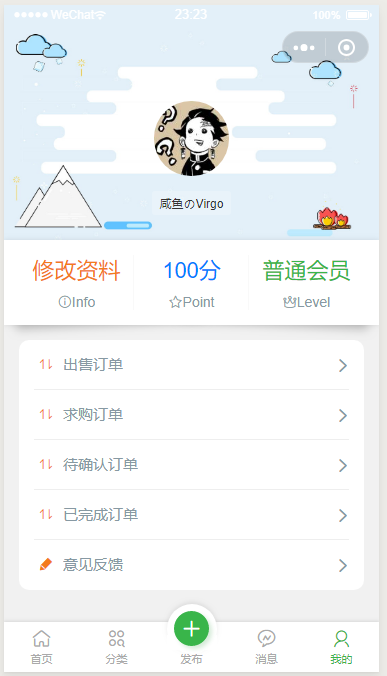 WeChat 23:23 100%
咸鱼のVirgo
修改资料 100分 普通会员
Info Point Level
出售订单
求购订单
待确认订单
已完成订单
意见反馈
首页 分类 发布 消息 我的